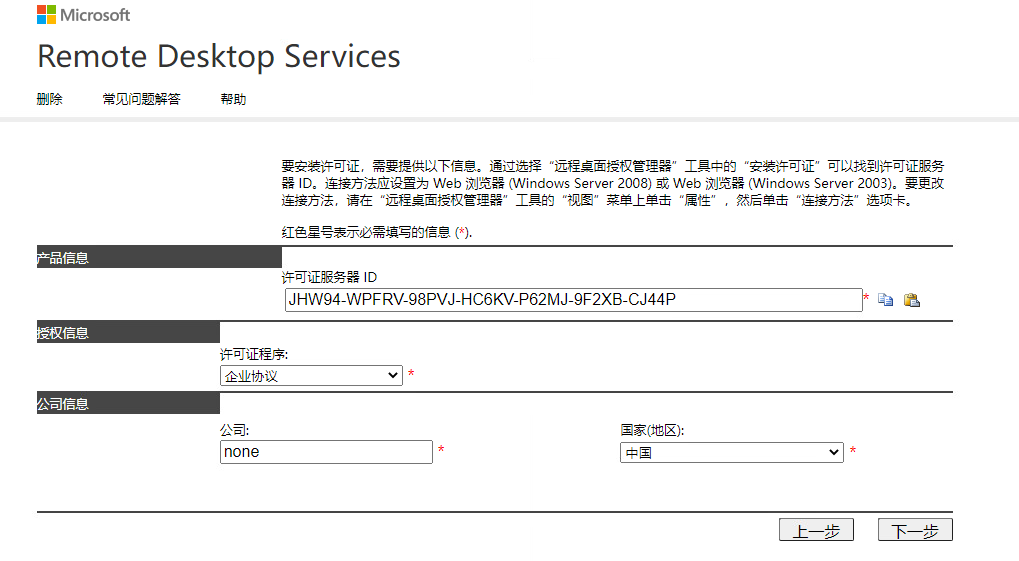 Microsoft
Remote Desktop Services
删除 常见问题解答 帮助
要安装许可证，需要提供以下信息。通过选择“远程桌面授权管理器”工具中的“安装许可证”可以找到许可证服务
器 ID。连接方法应设置为 Web 浏览器 (Windows Server 2008) 或 Web 浏览器 (Windows Server 2003)。要更改
连接方法，请在“远程桌面授权管理器”工具的“视图”菜单上单击“属性”，然后单击“连接方法”选项卡。
红色星号表示必需填写的信息 (*).
产品信息
许可证服务器 ID
JHW94-WPFRV-98PVJ-HC6KV-P62MJ-9F2XB-CJ44P *
授权信息
许可证程序:
企业协议 *
公司信息
公司: 国家(地区):
none * 中国 *
上一步 下一步